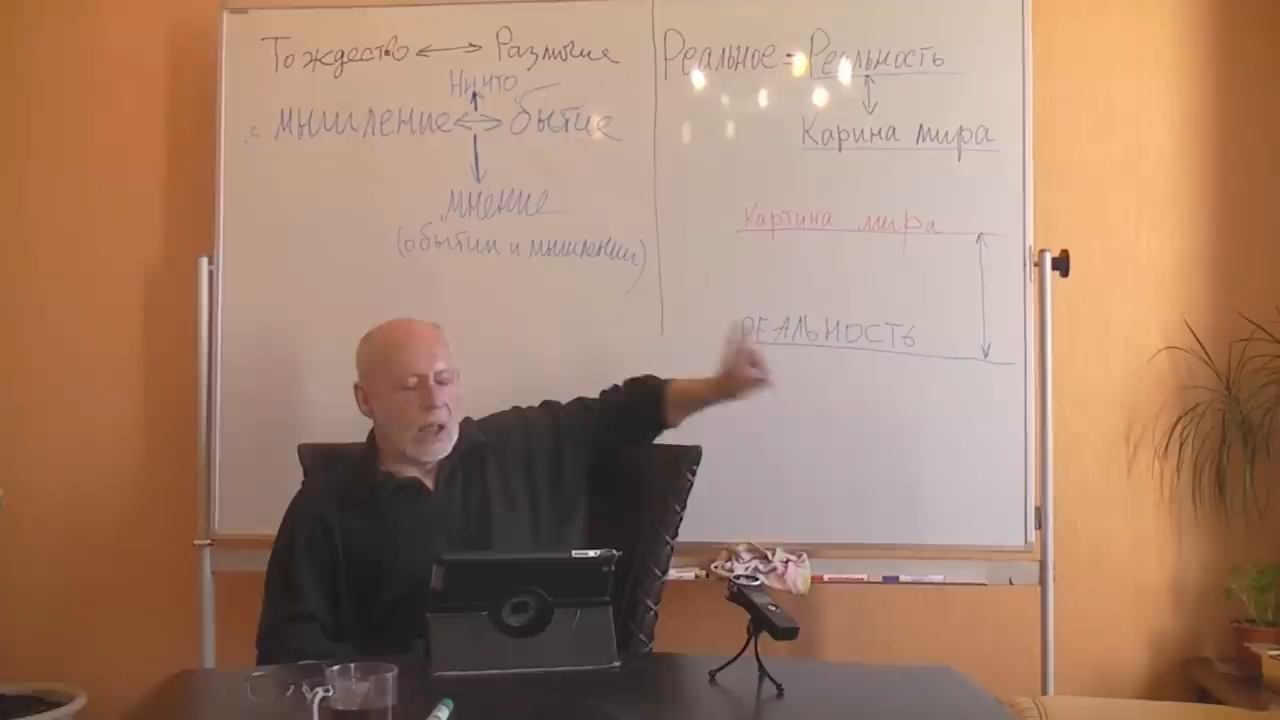 Тождество ⟷ Различие
Ничто
мышление ⟷ бытие
мнение
(о бытии и мышлении)
Реальное = Реальность
Карина мира
Картина мира
РЕАЛЬНОСТЬ